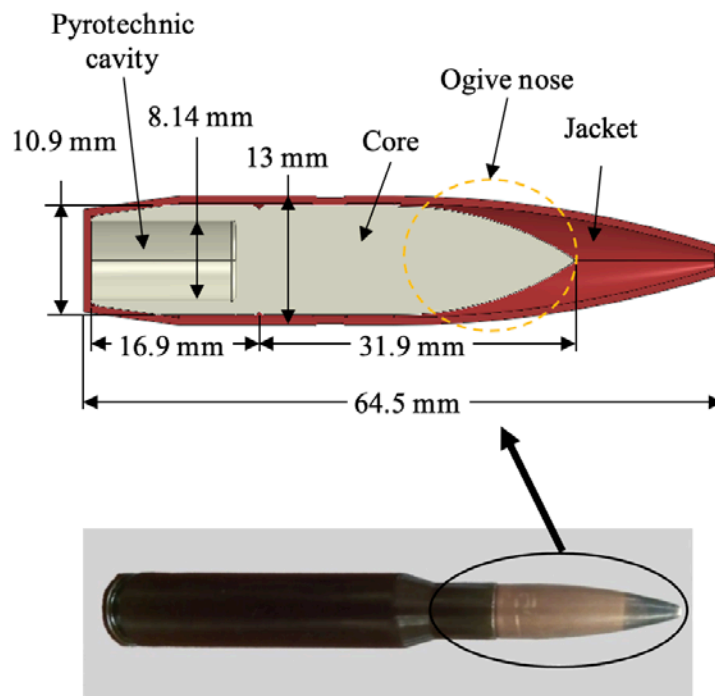 Pyrotechnic
cavity
Ogive nose
8.14 mm
Jacket
10.9 mm
Core
13 mm
16.9 mm
31.9 mm
64.5 mm